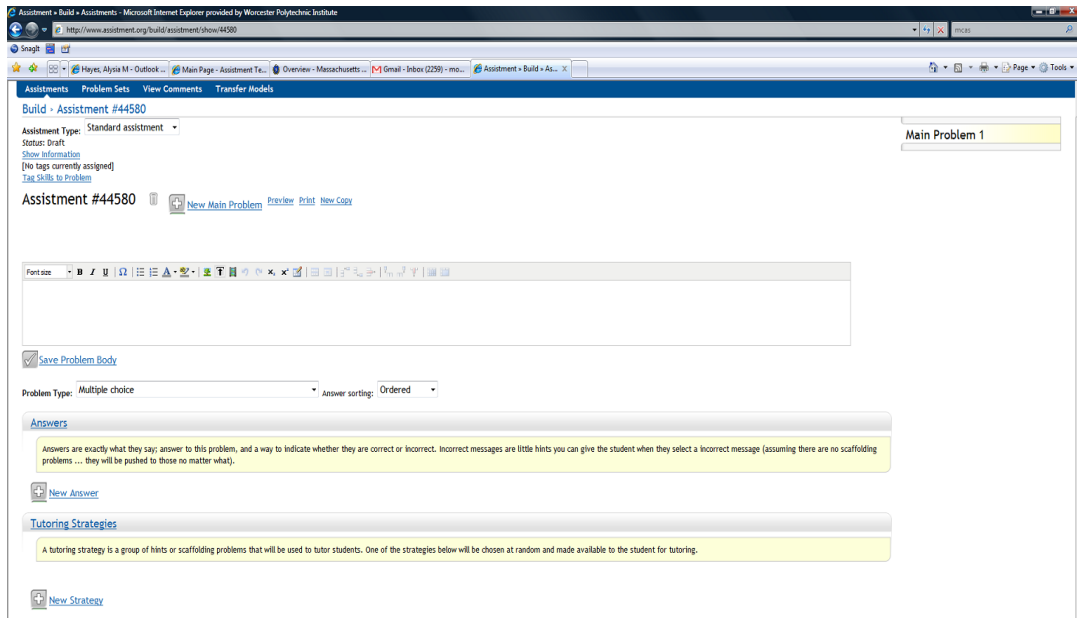 Assistment » Build » Assistments - Microsoft Internet Explorer provided by Worcester Polytechnic Institute
http://www.assistment.org/build/assistment/show/44580
mcas
SnagIt
Hayes, Alysia M - Outlook ...
Main Page - Assistment Te...
Overview - Massachusetts ...
Gmail - Inbox (2259) - mo...
Assistment » Build » As...
X
Page
Tools
Assistments Problem Sets View Comments Transfer Models
Build » Assistment #44580
Assistment Type: Standard assistment
Main Problem 1
Status: Draft
Show Information
[No tags currently assigned]
Tag Skills to Problem
Assistment #44580 New Main Problem Preview Print New Copy
Font size B I U Ω A T x, x²
Save Problem Body
Problem Type: Multiple choice Answer sorting: Ordered
Answers
Answers are exactly what they say; answer to this problem, and a way to indicate whether they are correct or incorrect. Incorrect messages are little hints you can give the student when they select a incorrect message (assuming there are no scaffolding
problems ... they will be pushed to those no matter what).
New Answer
Tutoring Strategies
A tutoring strategy is a group of hints or scaffolding problems that will be used to tutor students. One of the strategies below will be chosen at random and made available to the student for tutoring.
New Strategy